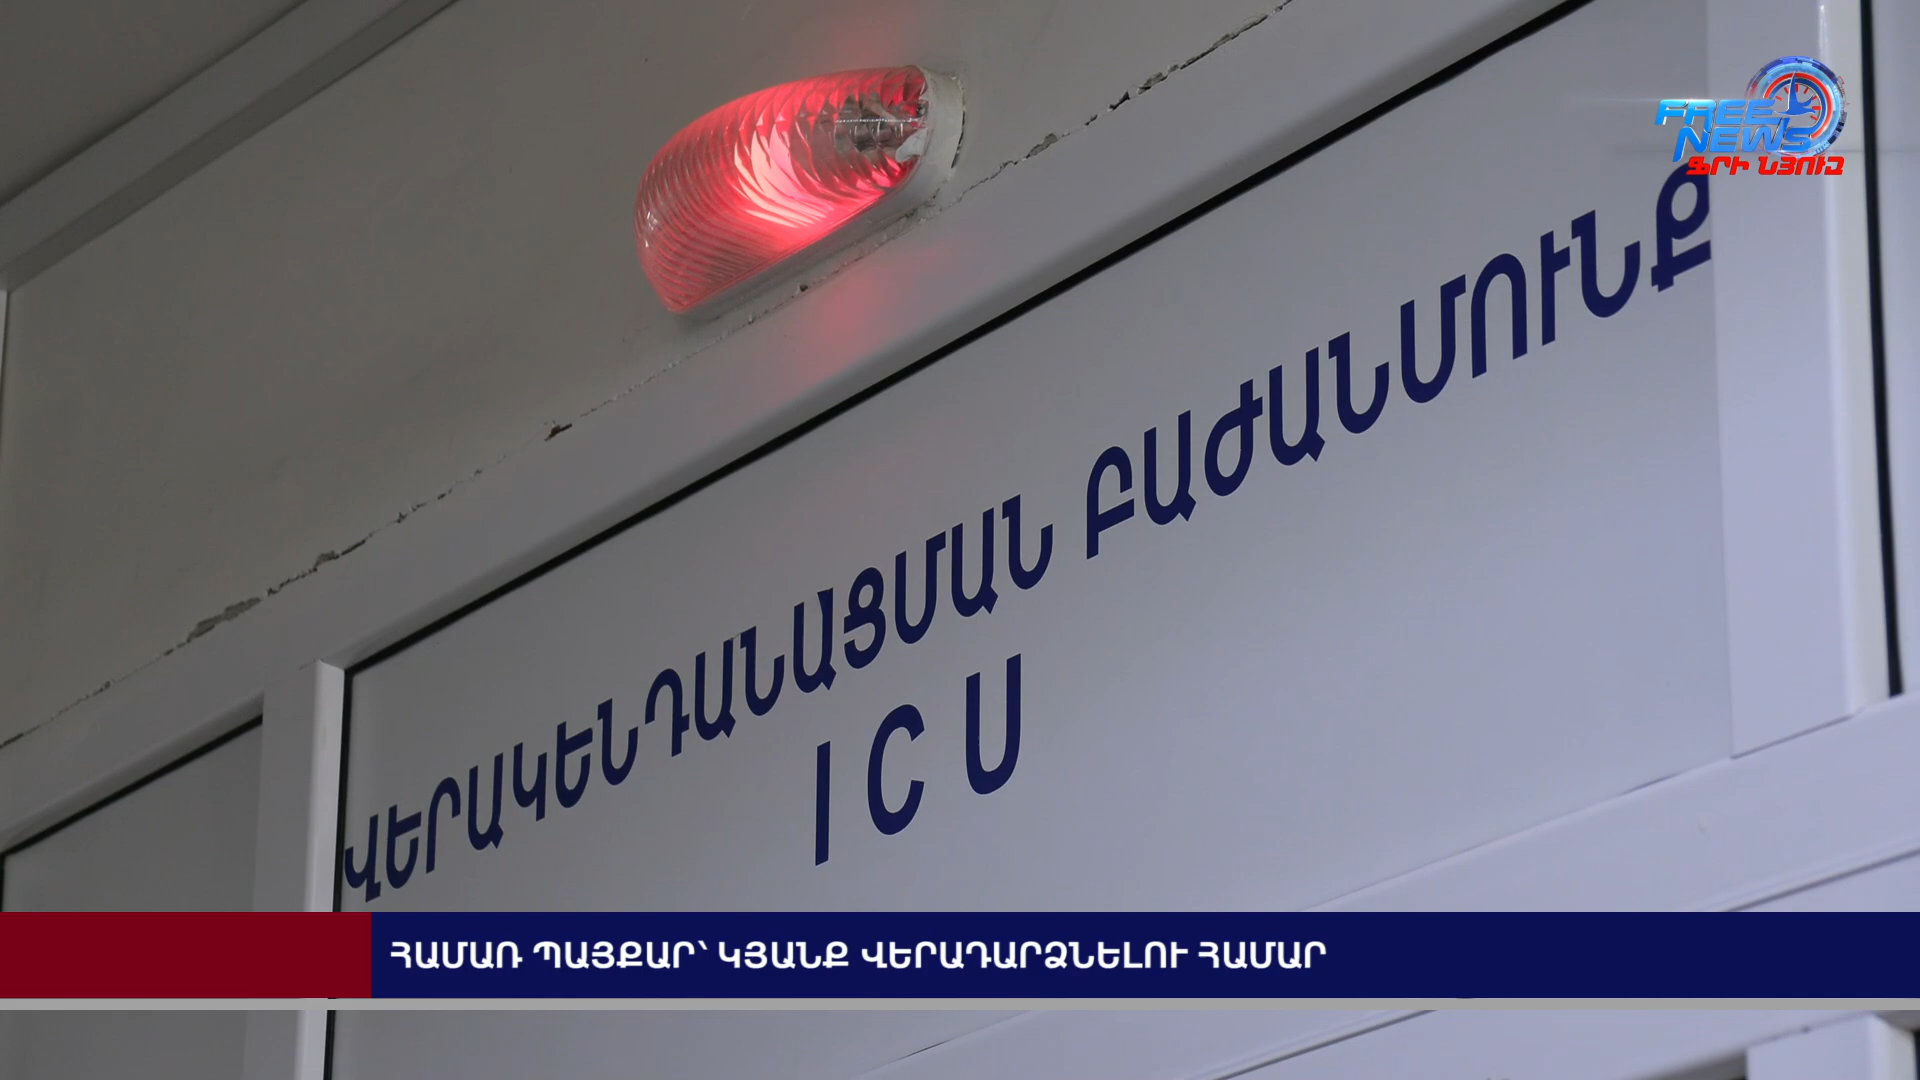 FREE
NEWS
ՖՐԻ ՆՅՈՒԶ
ՎԵՐԱԿԵՆԴԱՆԱՑՄԱՆ ԲԱԺԱՆՄՈՒՆՔ
ICU
ՀԱՄԱՌ ՊԱՅՔԱՐ՝ ԿՅԱՆՔ ՎԵՐԱԴԱՐՁՆԵԼՈՒ ՀԱՄԱՐ